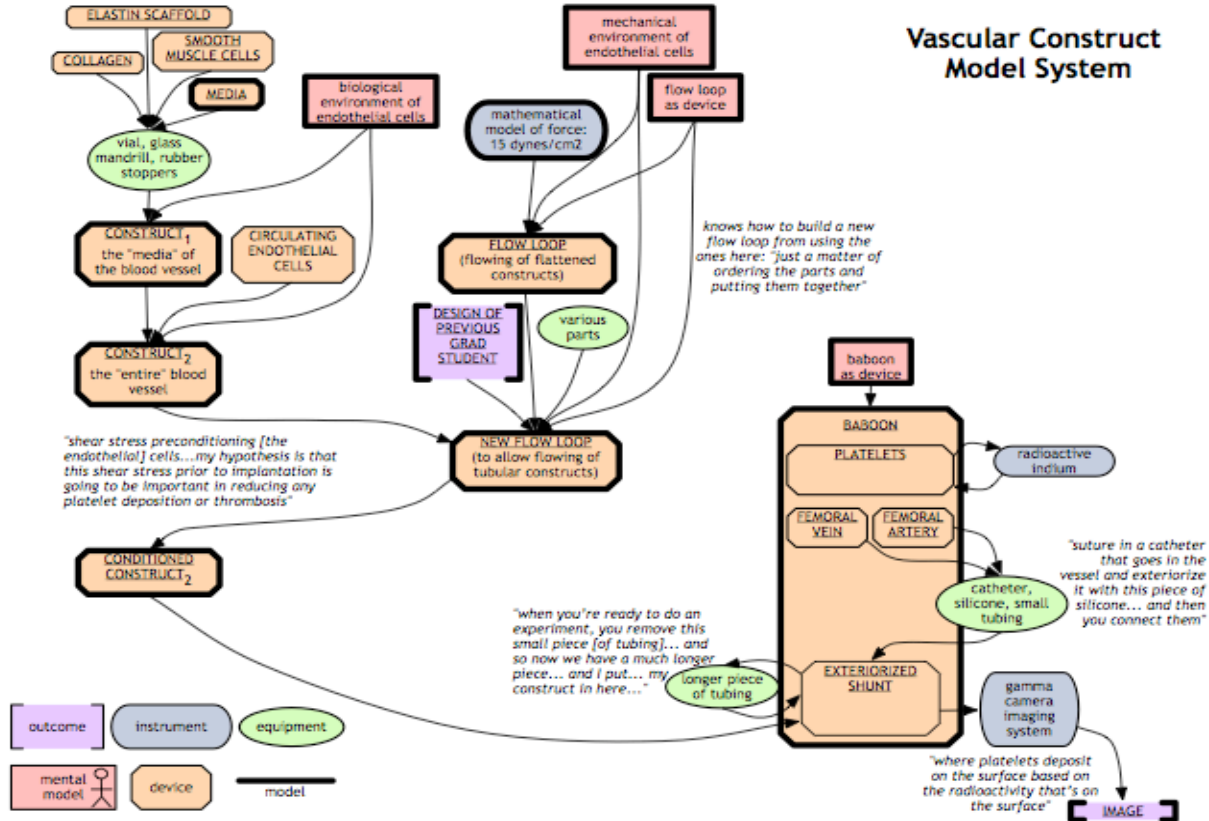 Vascular Construct
Model System
ELASTIN SCAFFOLD
COLLAGEN
SMOOTH
MUSCLE CELLS
MEDIA
vial, glass
mandrill, rubber
stoppers
biological
environment of
endothelial cells
mechanical
environment of
endothelial cells
flow loop
as device
mathematical
model of force:
15 dynes/cm2
CONSTRUCT1
the "media" of
the blood vessel
CIRCULATING
ENDOTHELIAL
CELLS
FLOW LOOP
(flowing of flattened
constructs)
knows how to build a new
flow loop from using the
ones here: "just a matter of
ordering the parts and
putting them together"
DESIGN OF
PREVIOUS
GRAD
STUDENT
various
parts
CONSTRUCT2
the "entire" blood
vessel
NEW FLOW LOOP
(to allow flowing of
tubular constructs)
"shear stress preconditioning [the
endothelial] cells...my hypothesis is that
this shear stress prior to implantation is
going to be important in reducing any
platelet deposition or thrombosis"
CONDITIONED
CONSTRUCT2
baboon
as device
BABOON
PLATELETS
radioactive
indium
FEMORAL
VEIN
FEMORAL
ARTERY
catheter,
silicone, small
tubing
"suture in a catheter
that goes in the
vessel and exteriorize
it with this piece of
silicone... and then
you connect them"
"when you're ready to do an
experiment, you remove this
small piece [of tubing]... and
so now we have a much longer
piece... and I put... my
construct in here..."
longer piece
of tubing
EXTERIORIZED
SHUNT
gamma
camera
imaging
system
"where platelets deposit
on the surface based on
the radioactivity that's on
the surface"
IMAGE
outcome
instrument
equipment
mental
model
device
model